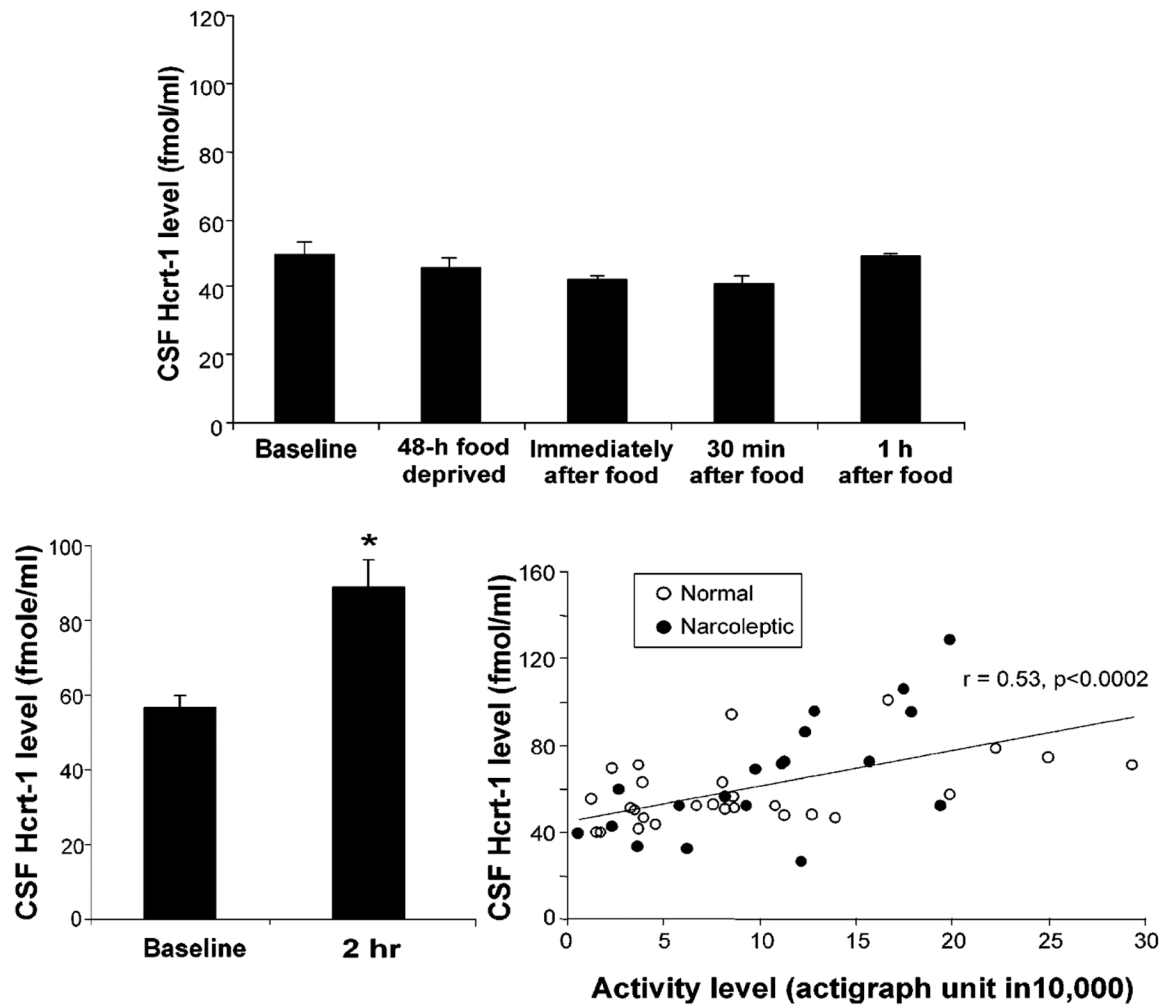 CSF Hcrt-1 level (fmol/ml)
120
100
80
60
40
20
0
Baseline
48-h food
deprived
Immediately
after food
30 min
after food
1 h
after food
CSF Hcrt-1 level (fmole/ml)
100
80
60
40
20
0
*
Baseline
2 hr
CSF Hcrt-1 level (fmol/ml)
160
120
80
40
0
Normal
Narcoleptic
r = 0.53, p<0.0002
0 5 10 15 20 25 30
Activity level (actigraph unit in10,000)